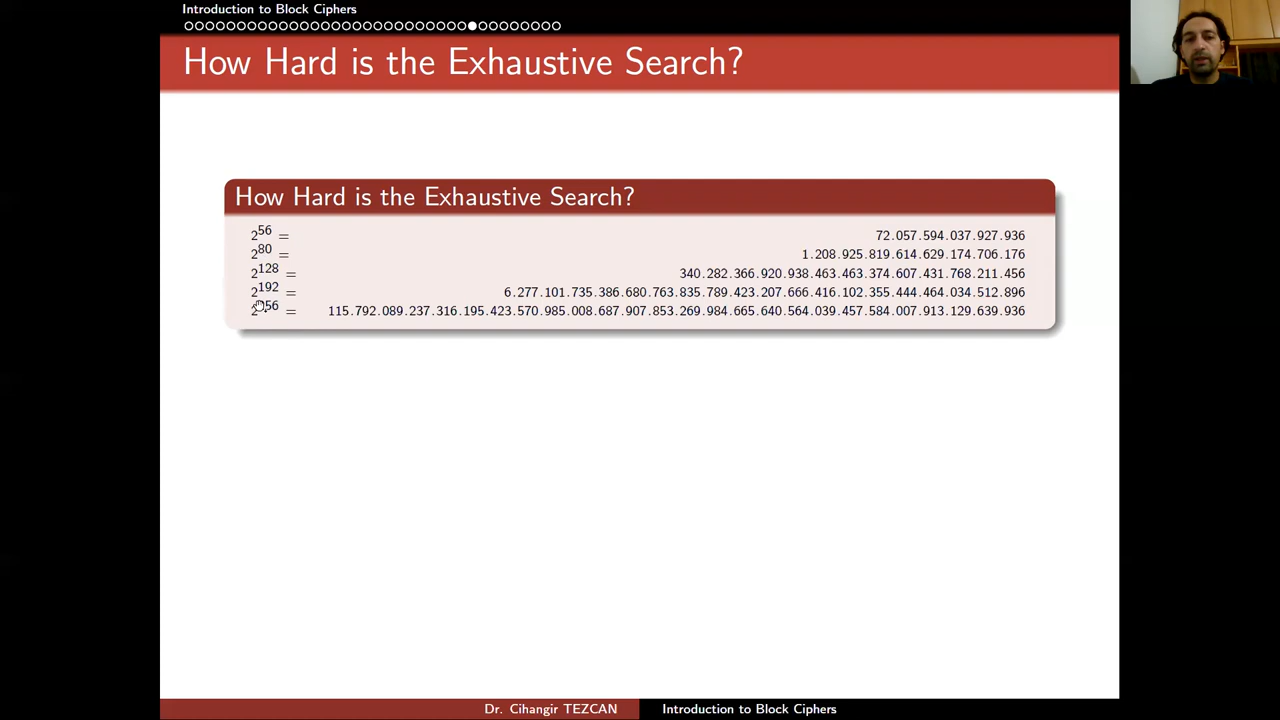 Introduction to Block Ciphers
How Hard is the Exhaustive Search?
How Hard is the Exhaustive Search?
2^56 = 72.057.594.037.927.936
2^80 = 1.208.925.819.614.629.174.706.176
2^128 = 340.282.366.920.938.463.463.374.607.431.768.211.456
2^192 = 6.277.101.735.386.680.763.835.789.423.207.666.416.102.355.444.464.034.512.896
2^256 = 115.792.089.237.316.195.423.570.985.008.687.907.853.269.984.665.640.564.039.457.584.007.913.129.639.936
Dr. Cihangir TEZCAN Introduction to Block Ciphers